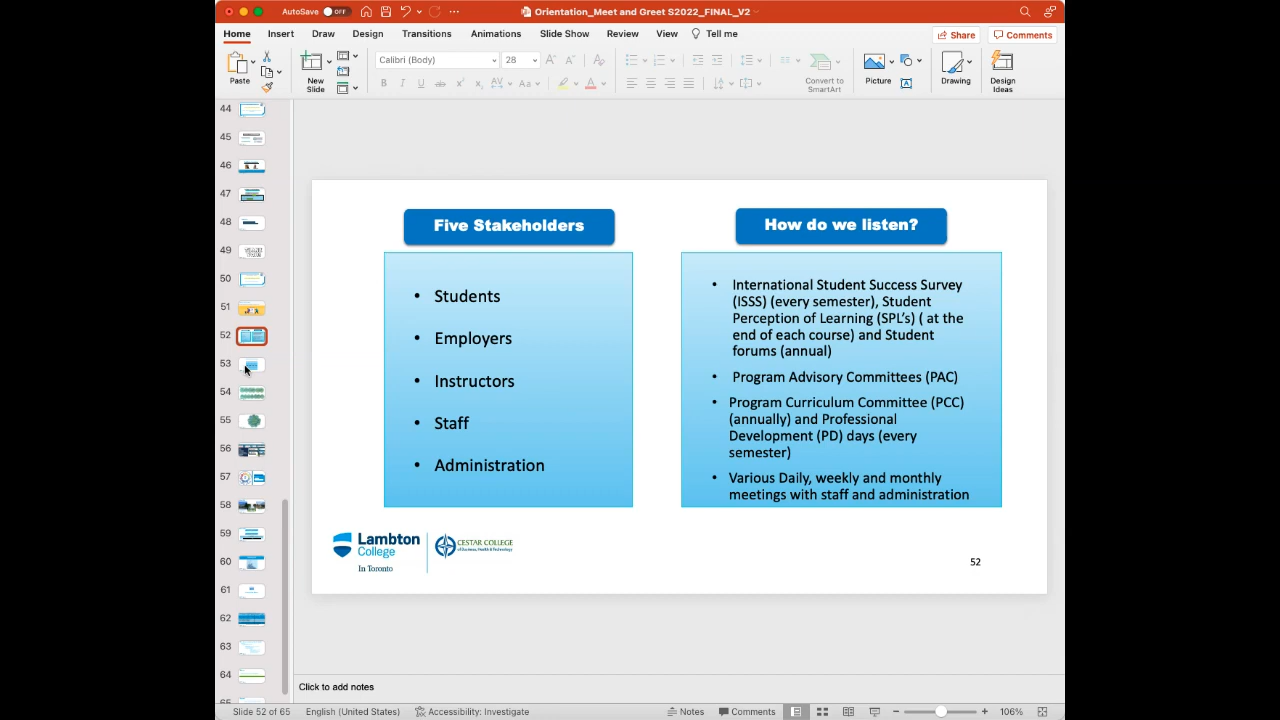 AutoSave
OFF
Orientation_Meet and Greet S2022_FINAL_V2
Home
Insert
Draw
Design
Transitions
Animations
Slide Show
Review
View
Tell me
Share
Comments
Paste
New
Slide
Calibri (Body)
28
Convert to
SmartArt
Picture
Drawing
Design
Ideas
44
45
46
47
48
49
50
51
52
53
54
55
56
57
58
59
60
61
62
63
64
65
Five Stakeholders
• Students
• Employers
• Instructors
• Staff
• Administration
How do we listen?
• International Student Success Survey
(ISSS) (every semester), Student
Perception of Learning (SPL's) ( at the
end of each course) and Student
forums (annual)
• Program Advisory Committees (PAC)
• Program Curriculum Committee (PCC)
(annually) and Professional
Development (PD) days (every
semester)
• Various Daily, weekly and monthly
meetings with staff and administration
Lambton
College
In Toronto
CESTAR COLLEGE
of Business, Health & Technology
52
Click to add notes
Slide 52 of 65
English (United States)
Accessibility: Investigate
Notes
Comments
106%